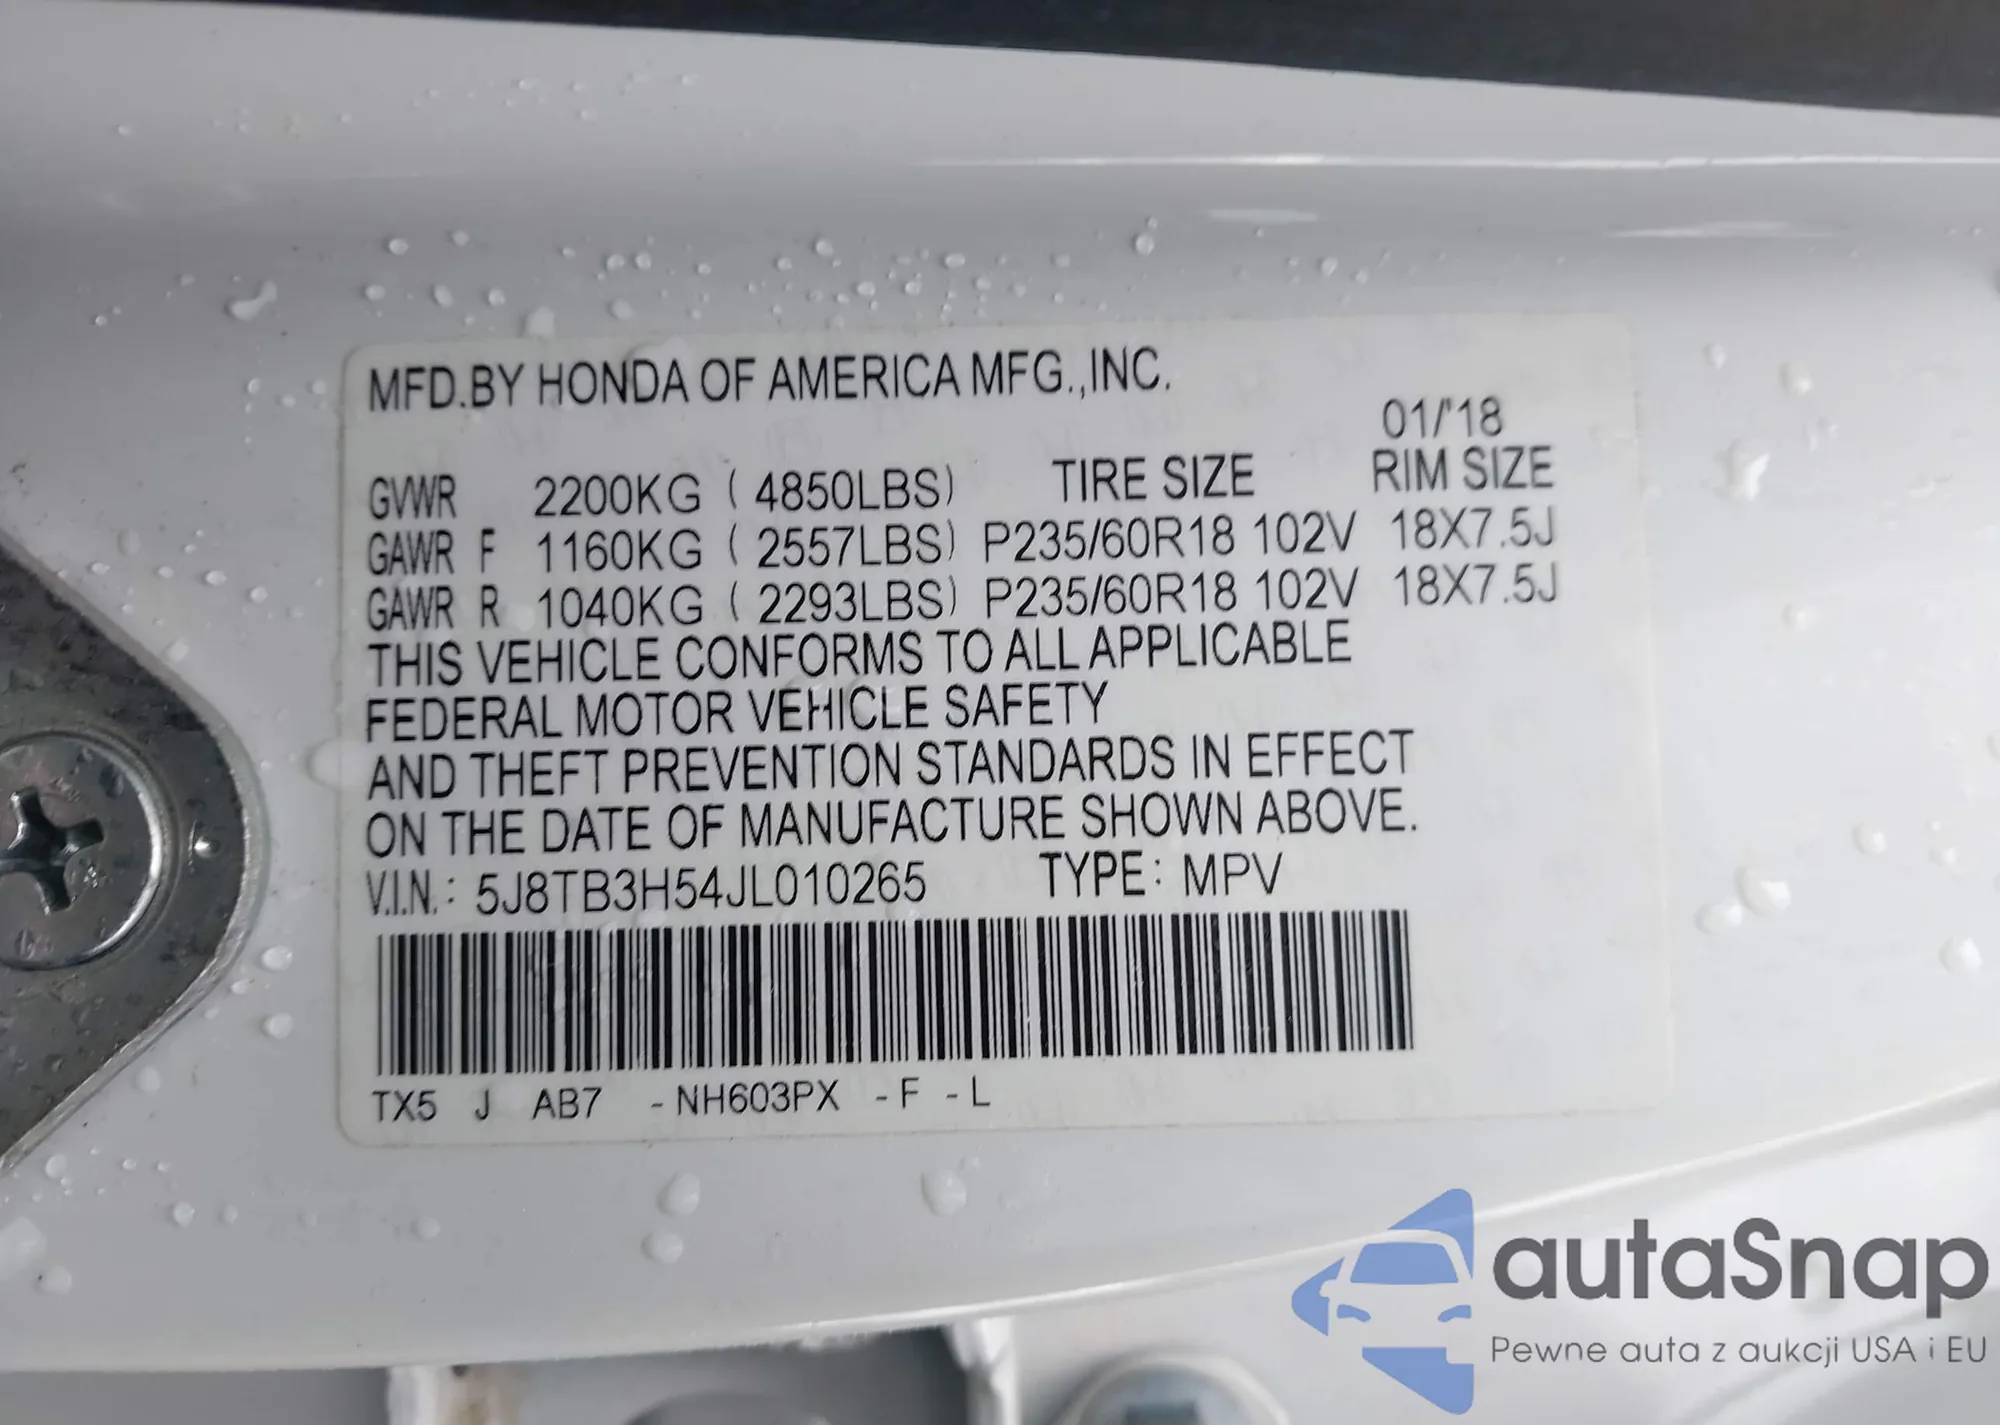 MFD.BY HONDA OF AMERICA MFG.,INC.
01/'18
GVWR 2200KG ( 4850LBS) TIRE SIZE RIM SIZE
GAWR F 1160KG ( 2557LBS) P235/60R18 102V 18X7.5J
GAWR R 1040KG ( 2293LBS) P235/60R18 102V 18X7.5J
THIS VEHICLE CONFORMS TO ALL APPLICABLE
FEDERAL MOTOR VEHICLE SAFETY
AND THEFT PREVENTION STANDARDS IN EFFECT
ON THE DATE OF MANUFACTURE SHOWN ABOVE.
V.I.N.: 5J8TB3H54JL010265 TYPE: MPV
TX5 J AB7 -NH603PX -F -L
autaSnap
Pewne auta z aukcji USA i EU